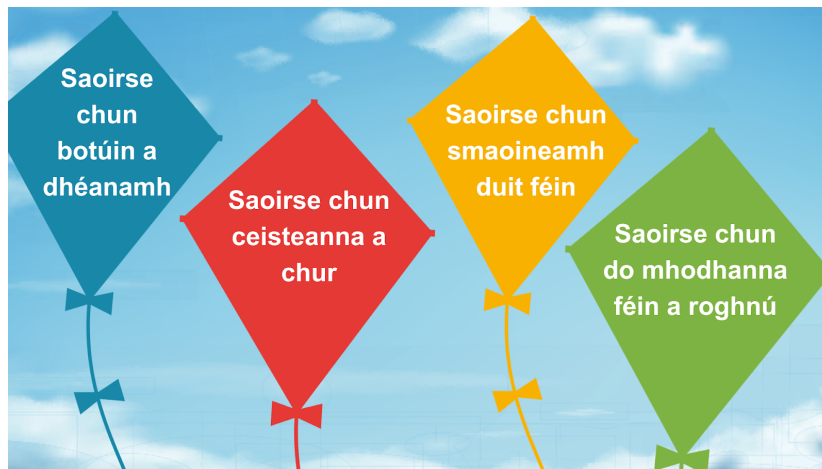 Saoirse
chun
botúin a
dhéanamh
Saoirse chun
ceisteanna a
chur
Saoirse chun
smaoineamh
duit féin
Saoirse chun
do mhodhanna
féin a roghnú